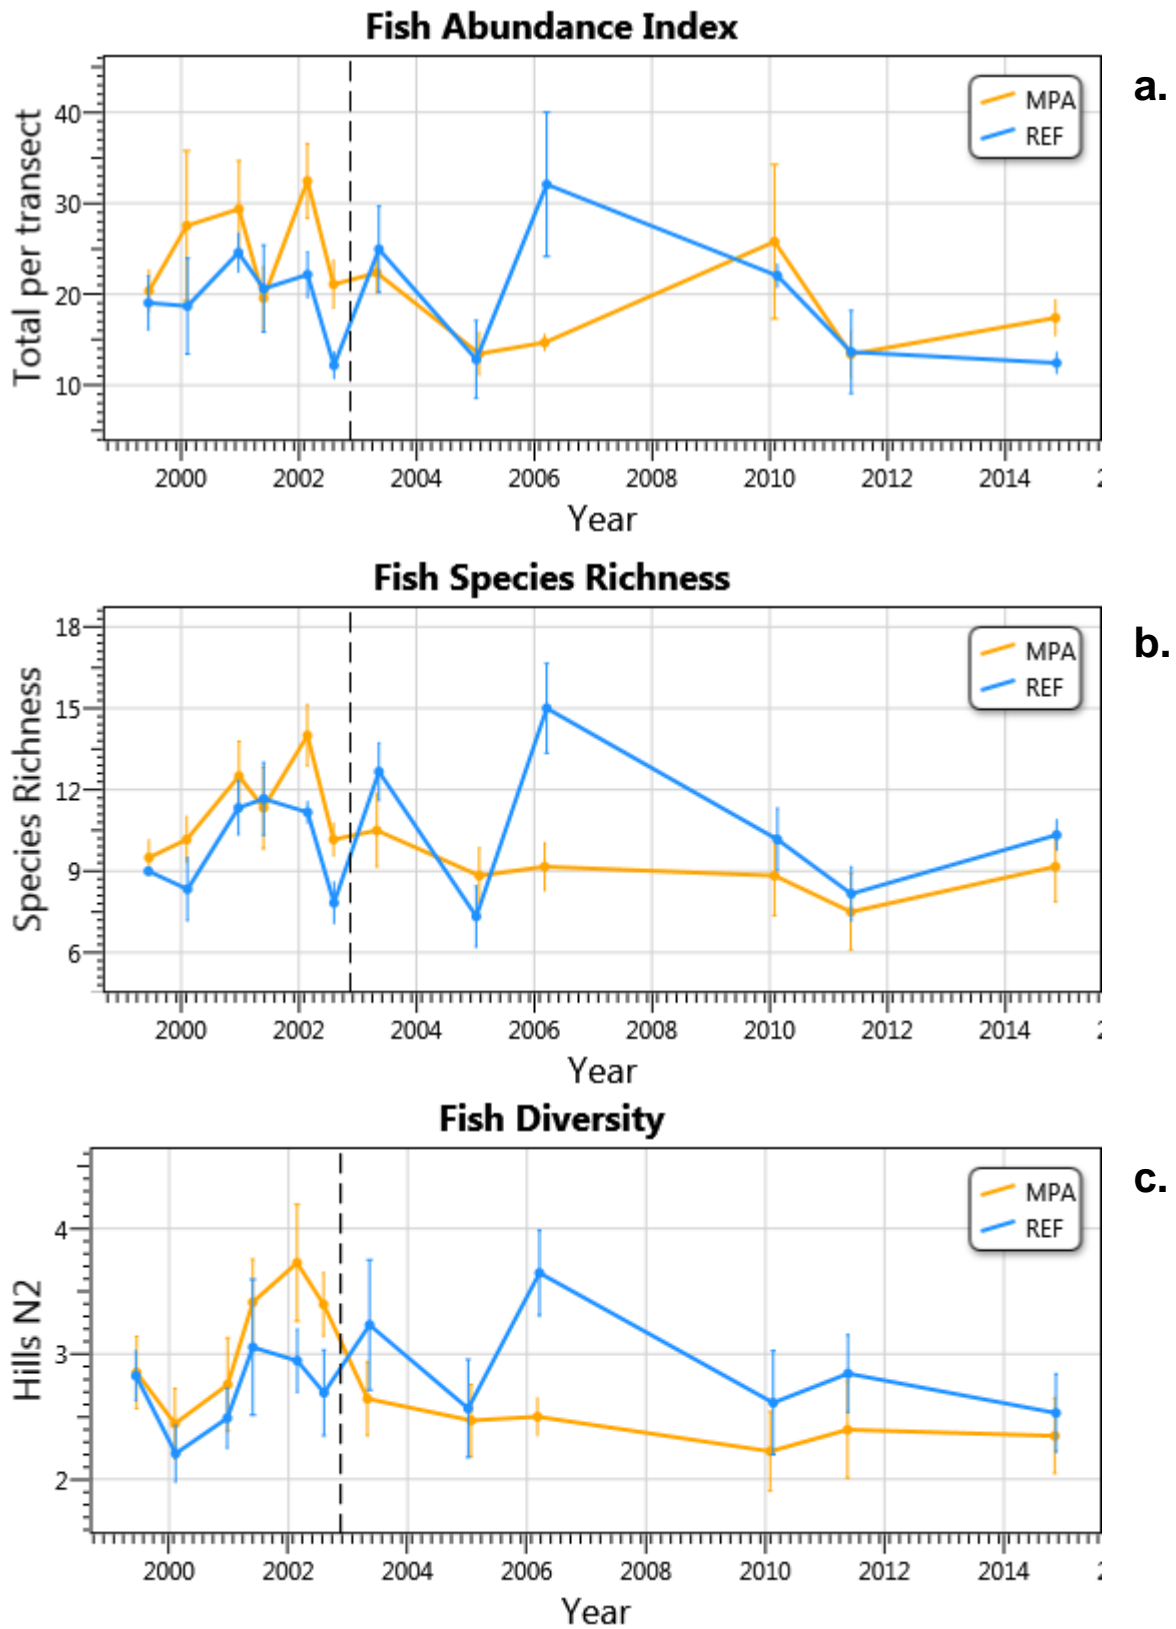 Fish Abundance Index
a.
MPA
REF
Total per transect
40
30
20
10
2000 2002 2004 2006 2008 2010 2012 2014
Year
Fish Species Richness
b.
MPA
REF
Species Richness
18
15
12
9
6
2000 2002 2004 2006 2008 2010 2012 2014
Year
Fish Diversity
c.
MPA
REF
Hills N2
4
3
2
2000 2002 2004 2006 2008 2010 2012 2014
Year